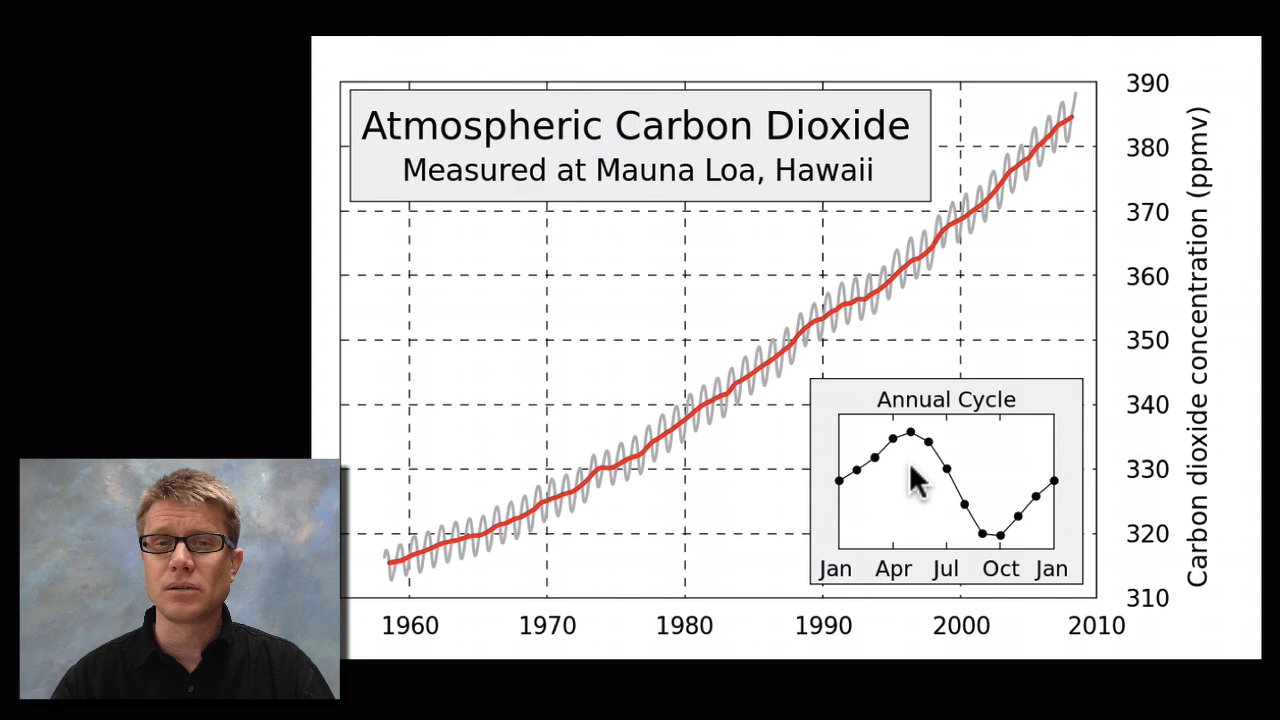 Atmospheric Carbon Dioxide
Measured at Mauna Loa, Hawaii
390
380
370
360
350
340
330
320
310
Carbon dioxide concentration (ppmv)
Annual Cycle
Jan Apr Jul Oct Jan
1960 1970 1980 1990 2000 2010